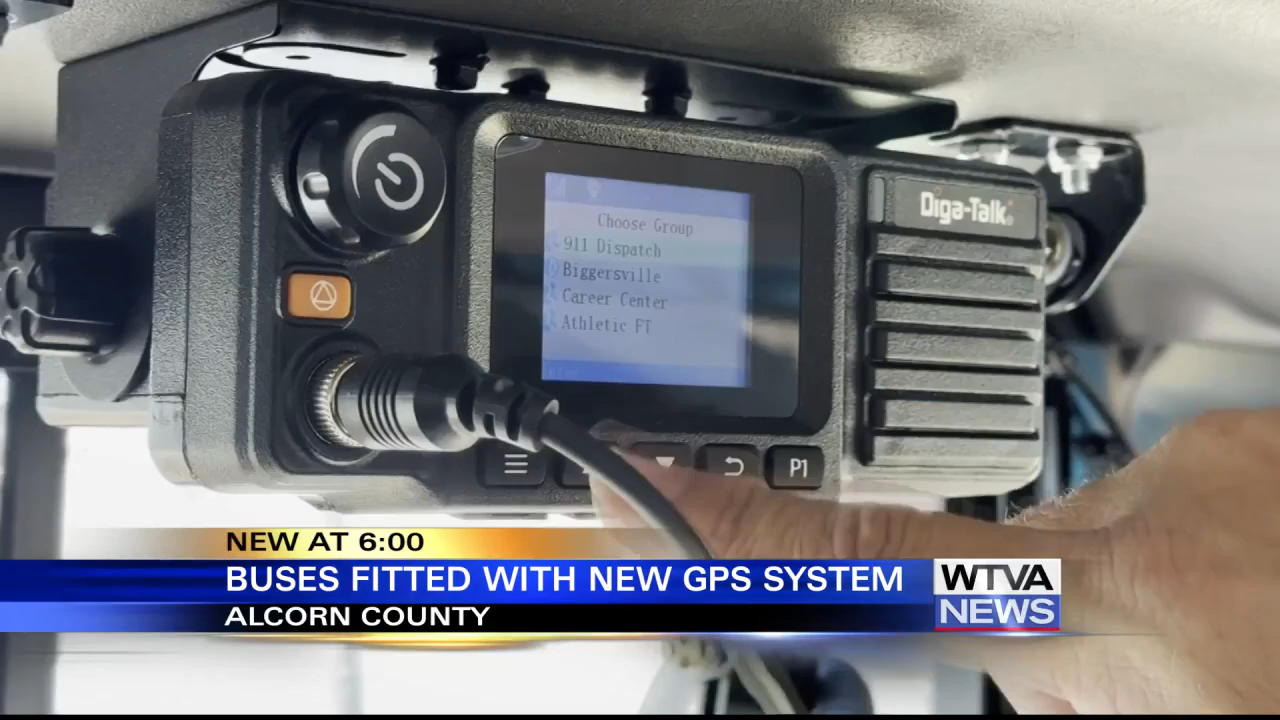 Diga-Talk
Choose Group
911 Dispatch
Biggersville
Career Center
Athletic FT
P1
NEW AT 6:00
BUSES FITTED WITH NEW GPS SYSTEM
ALCORN COUNTY
WTVA
NEWS